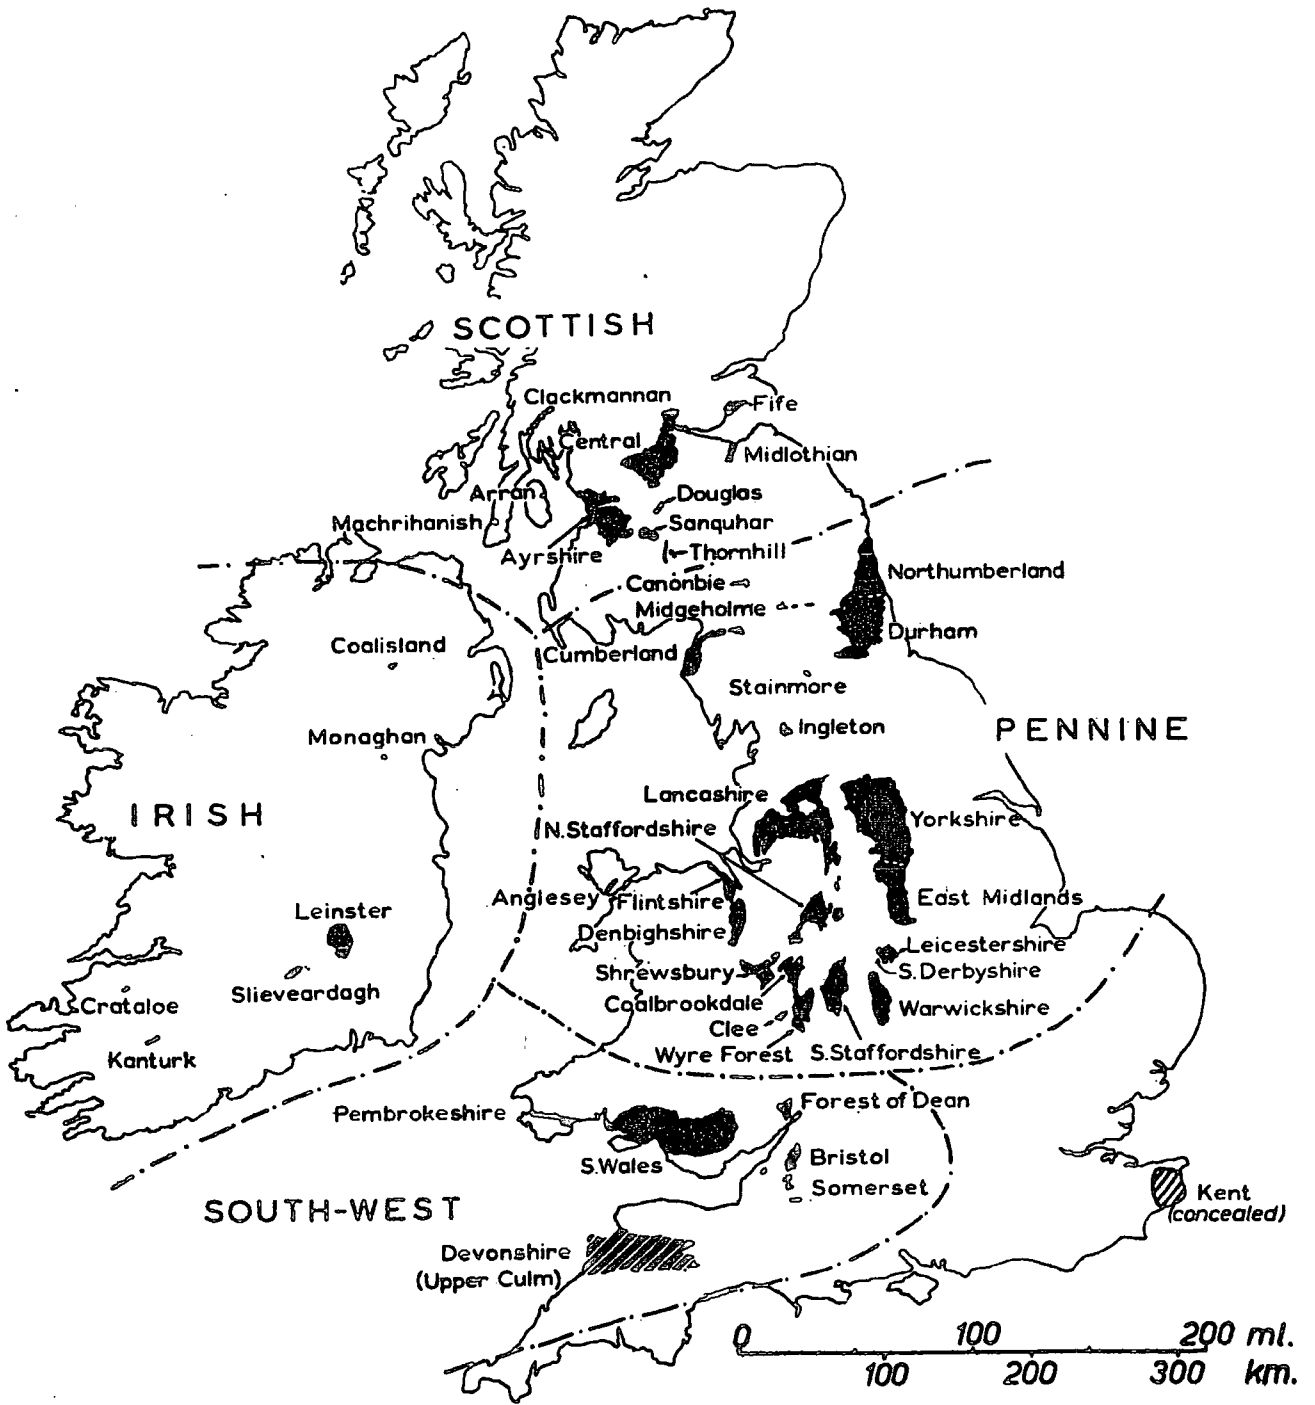 SCOTTISH
Clackmannan
Fife
Central
Midlothian
Arran
Douglas
Machrihanish
Sanquhar
Ayrshire
Thornhill
Northumberland
Canonbie
Midgeholme
Durham
Coalisland
Cumberland
Stainmore
Monaghan
Ingleton
PENNINE
IRISH
Lancashire
Yorkshire
N.Staffordshire
Anglesey
Flintshire
East Midlands
Leinster
Denbighshire
Leicestershire
Shrewsbury
S.Derbyshire
Slieveardagh
Crataloe
Coalbrookdale
Warwickshire
Clee
Kanturk
Wyre Forest
S.Staffordshire
Pembrokeshire
Forest of Dean
S.Wales
Bristol
Somerset
Kent
(concealed)
SOUTH-WEST
Devonshire
(Upper Culm)
0 100 200 ml.
100 200 300 km.